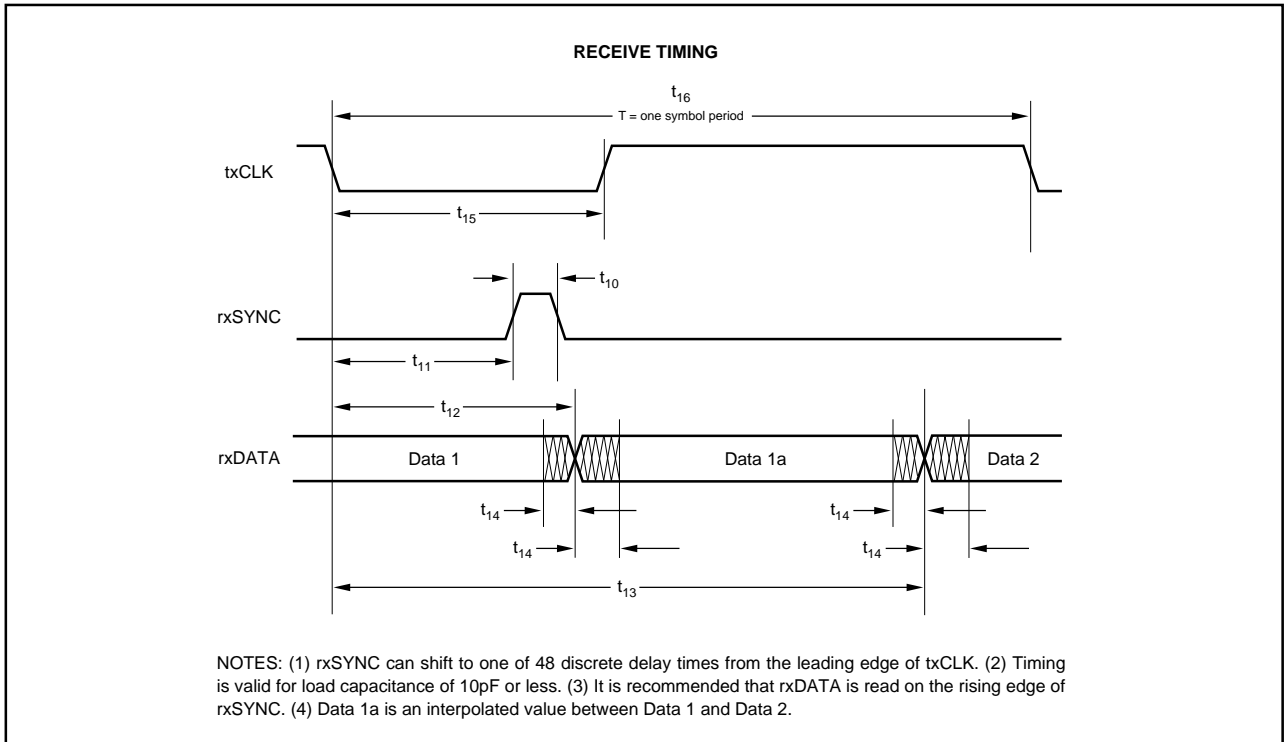 RECEIVE TIMING
t16
T = one symbol period
txCLK
t15
t10
rxSYNC
t11
t12
rxDATA
Data 1
Data 1a
Data 2
t14
t14
t14
t14
t13
NOTES: (1) rxSYNC can shift to one of 48 discrete delay times from the leading edge of txCLK. (2) Timing
is valid for load capacitance of 10pF or less. (3) It is recommended that rxDATA is read on the rising edge of
rxSYNC. (4) Data 1a is an interpolated value between Data 1 and Data 2.